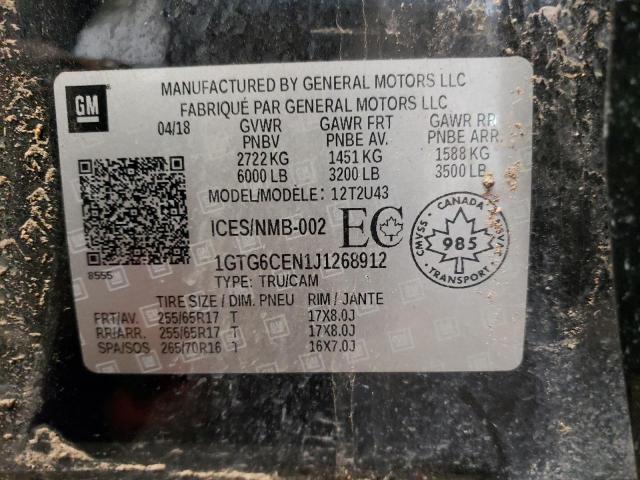 GM
MANUFACTURED BY GENERAL MOTORS LLC
FABRIQUÉ PAR GENERAL MOTORS LLC
04/18 GVWR GAWR FRT GAWR RR
PNBV PNBE AV. PNBE ARR.
2722 KG 1451 KG 1588 KG
6000 LB 3200 LB 3500 LB
MODEL/MODÈLE: 12T2U43
ICES/NMB-002 EC
CANADA
CMVSS 985 NSVAC
8555
1GTG6CEN1J1268912
TYPE: TRU/CAM
TIRE SIZE / DIM. PNEU RIM / JANTE
FRT/AV. 255/65R17 T 17X8.0J
RR/ARR. 255/65R17 T 17X8.0J
SPA/SOS 265/70R16 T 16X7.0J